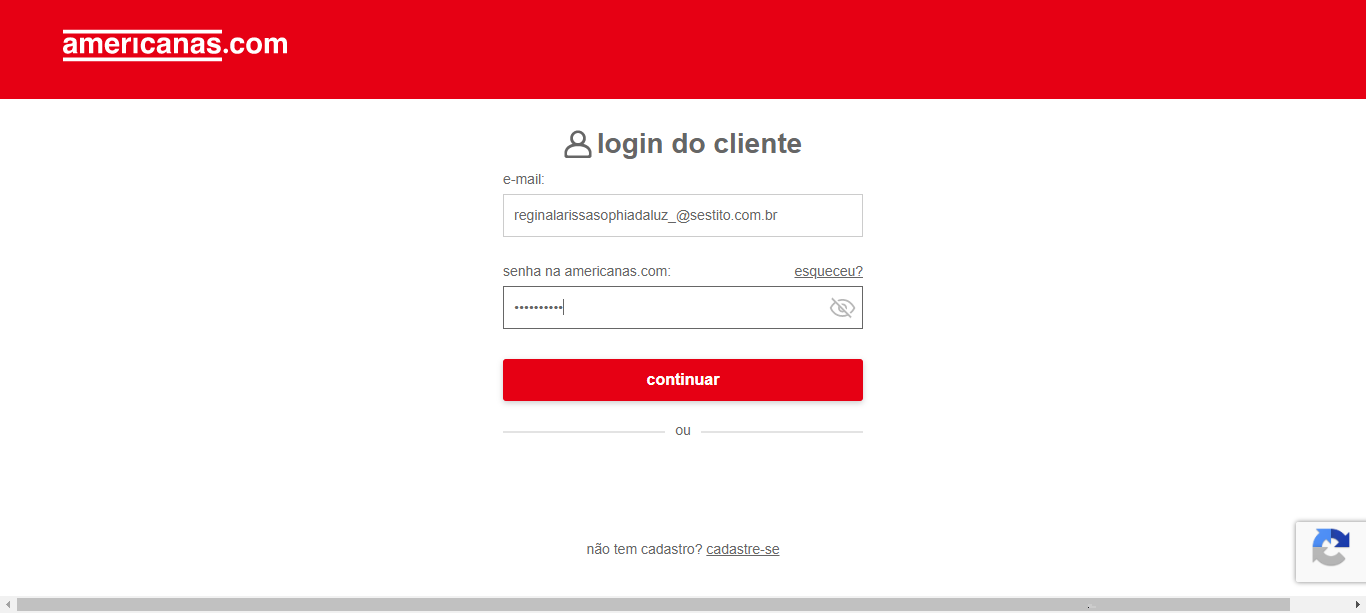 americanas.com
login do cliente
e-mail:
reginalarissasophiadaluz_@sestito.com.br
senha na americanas.com: esqueceu?
••••••••••
continuar
ou
não tem cadastro? cadastre-se